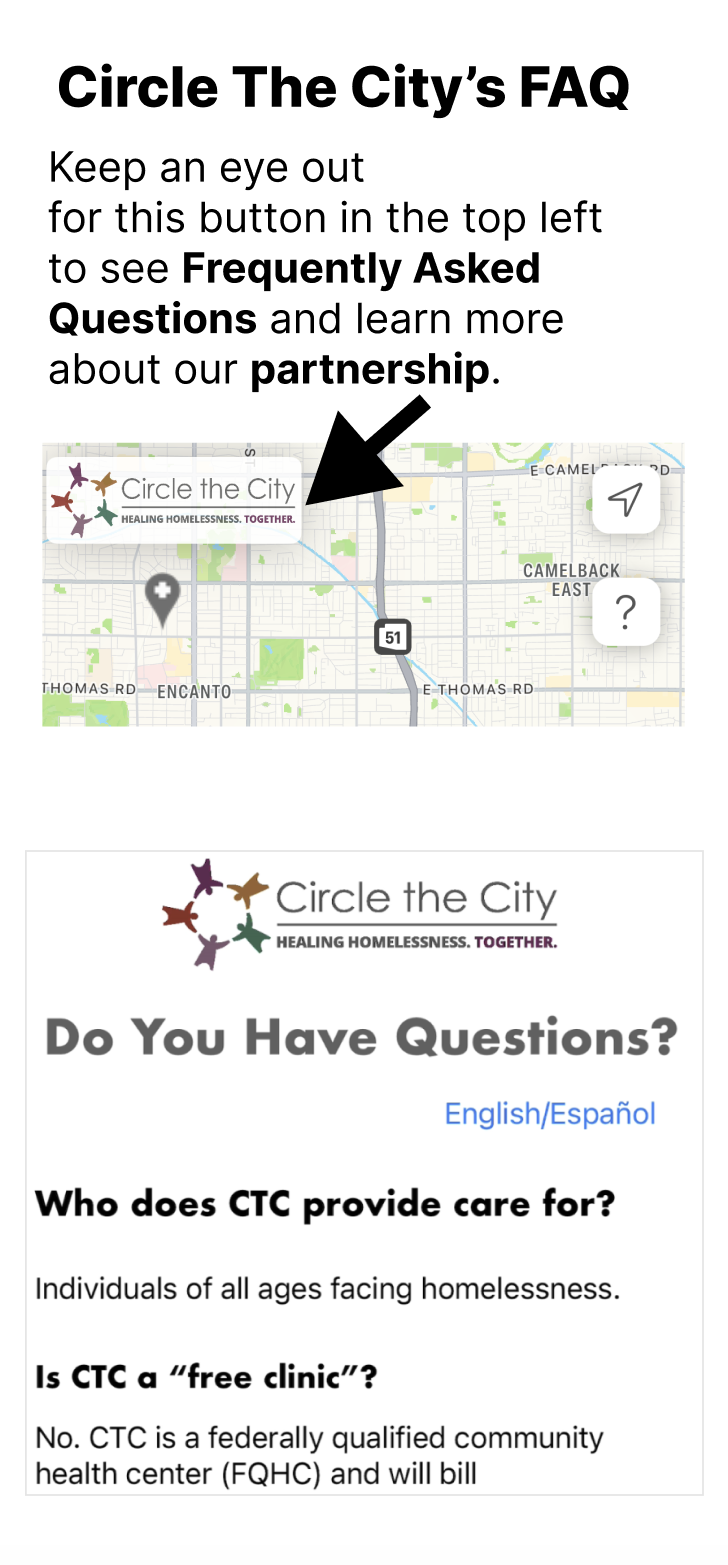 Circle The City’s FAQ
Keep an eye out
for this button in the top left
to see Frequently Asked
Questions and learn more
about our partnership.
Circle the City
HEALING HOMELESSNESS. TOGETHER.
CAMELBACK
EAST
?
51
THOMAS RD
ENCANTO
E THOMAS RD
Circle the City
HEALING HOMELESSNESS. TOGETHER.
Do You Have Questions?
English/Español
Who does CTC provide care for?
Individuals of all ages facing homelessness.
Is CTC a “free clinic”?
No. CTC is a federally qualified community
health center (FQHC) and will bill